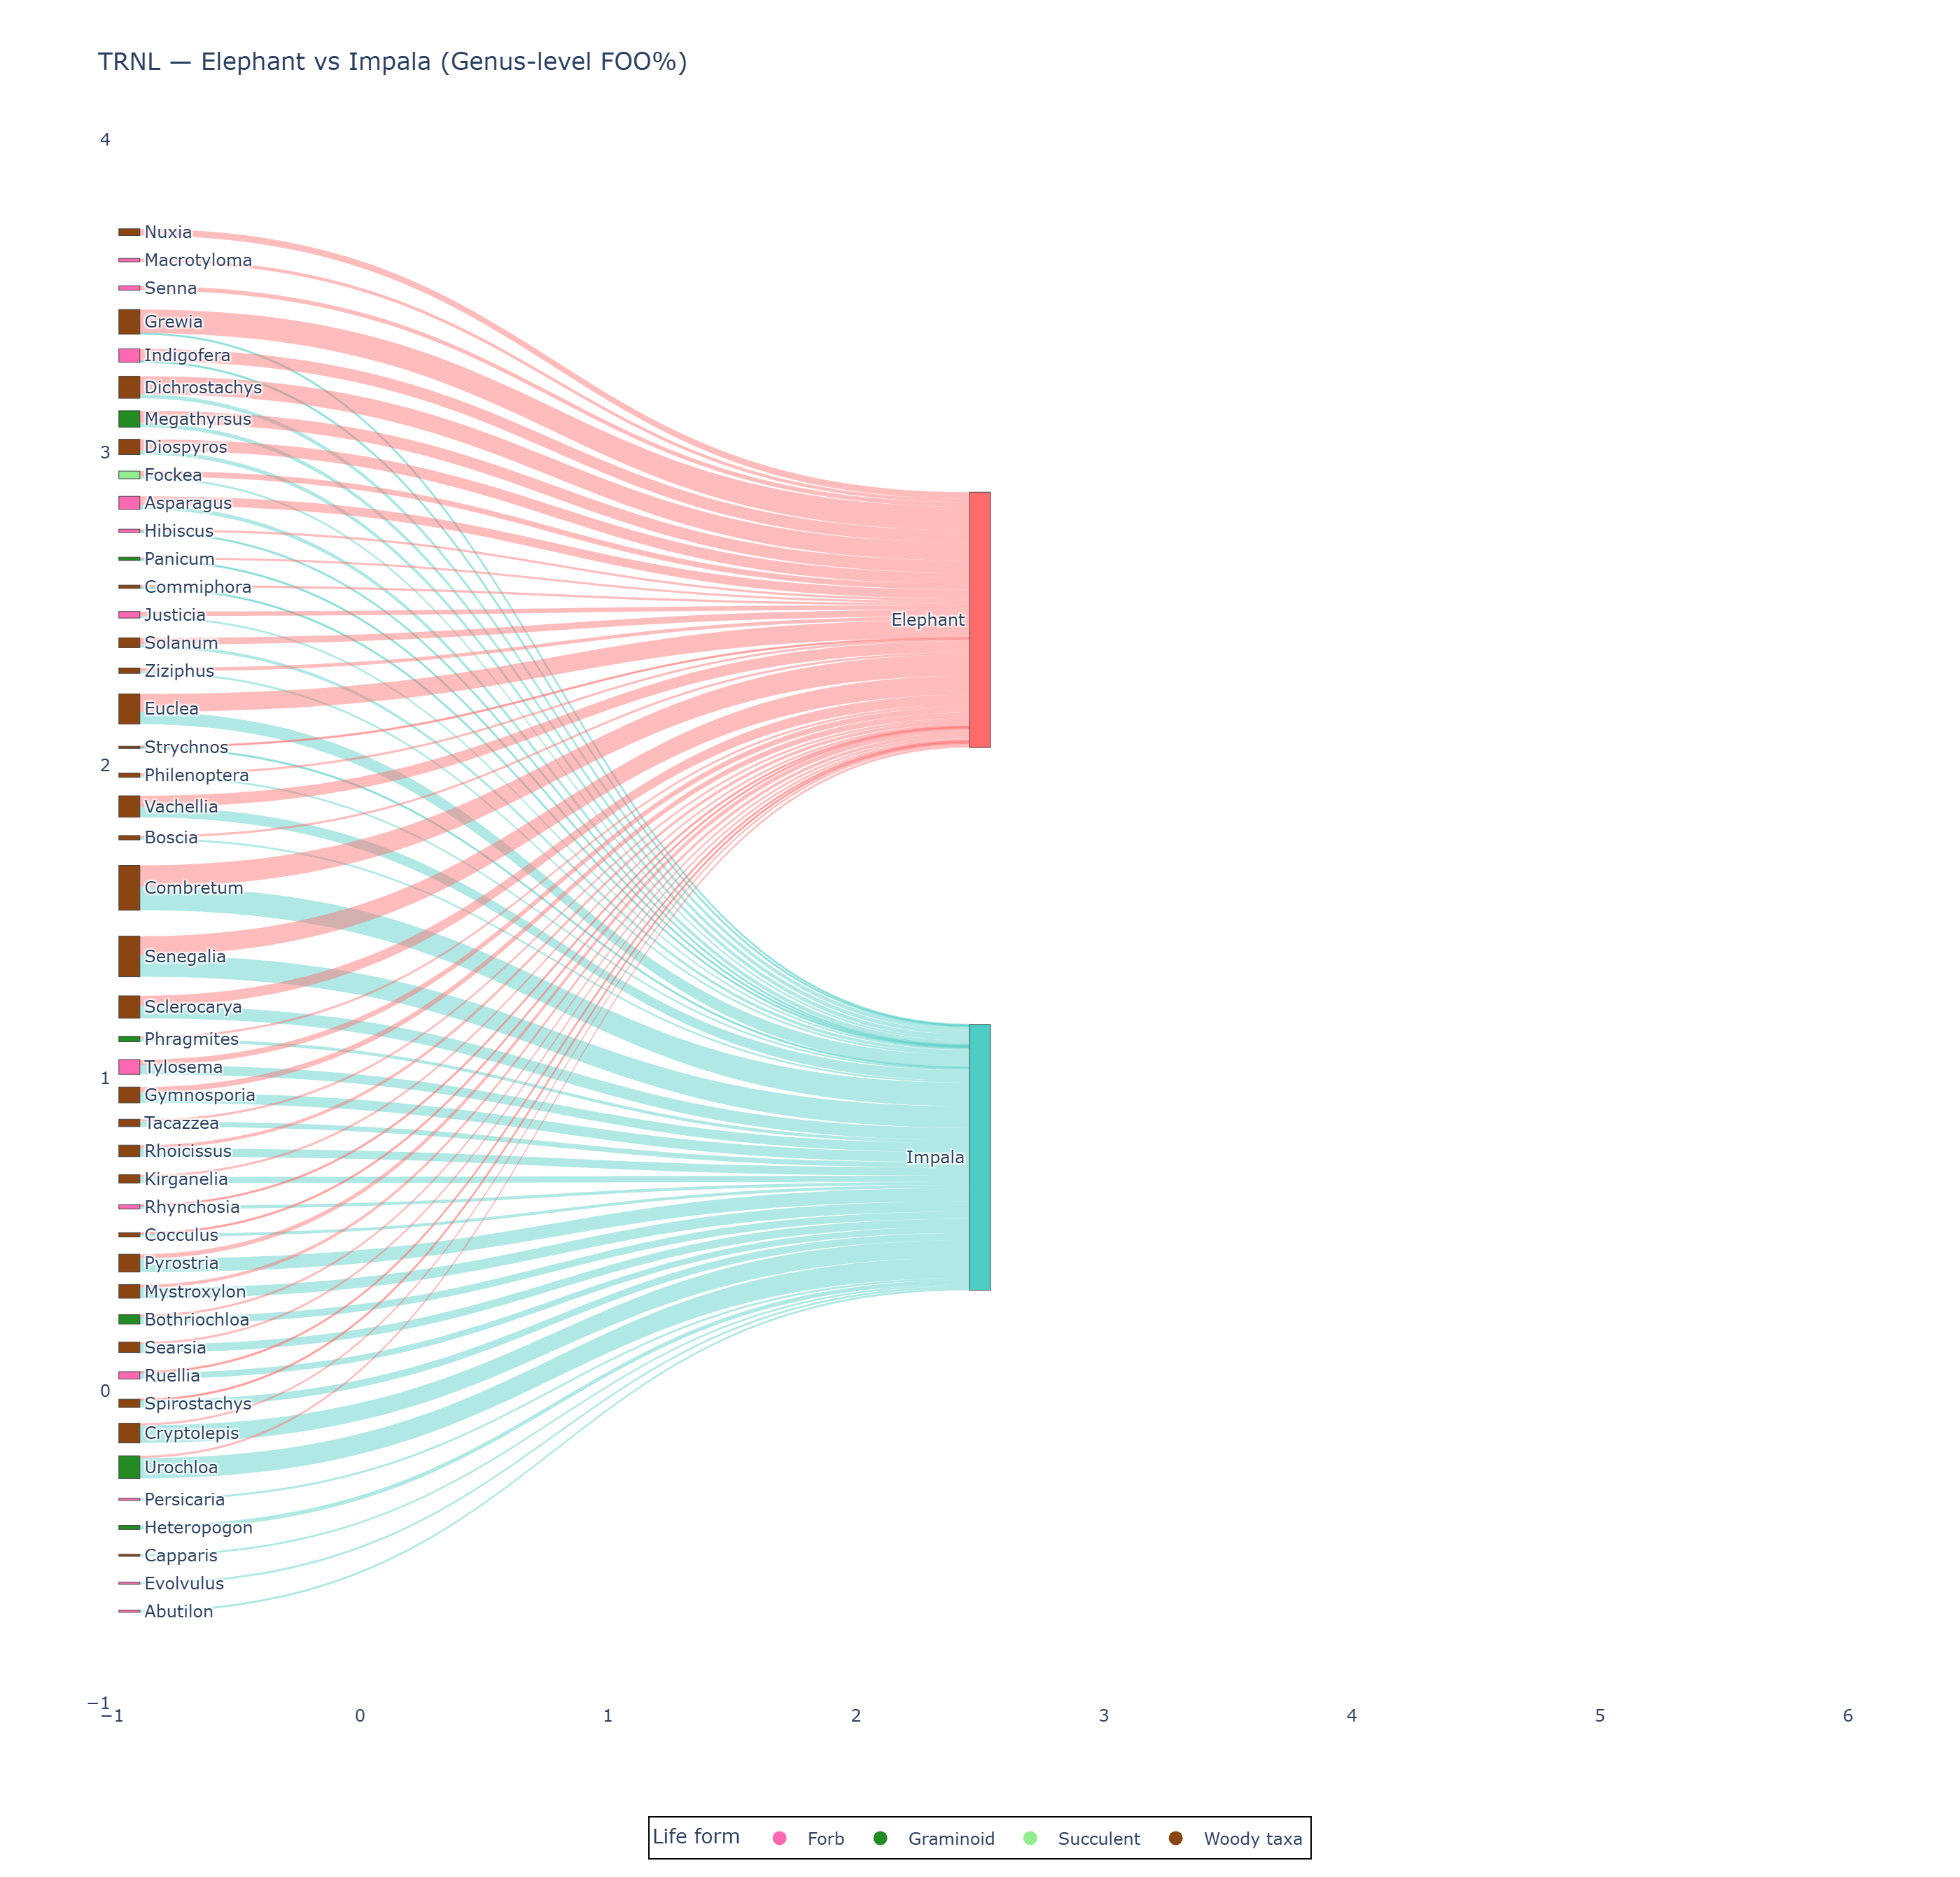 TRNL — Elephant vs Impala (Genus-level FOO%)
4
Nuxia
Macrotyloma
Senna
Grewia
Indigofera
Dichrostachys
Megathyrsus
3
Diospyros
Fockea
Asparagus
Hibiscus
Panicum
Commiphora
Justicia
Elephant
Solanum
Ziziphus
Euclea
Strychnos
2
Philenoptera
Vachellia
Boscia
Combretum
Senegalia
Sclerocarya
Phragmites
Tylosema
1
Gymnosporia
Tacazzea
Rhoicissus
Impala
Kirganelia
Rhynchosia
Cocculus
Pyrostria
Mystroxylon
Bothriochloa
Searsia
Ruellia
0
Spirostachys
Cryptolepis
Urochloa
Persicaria
Heteropogon
Capparis
Evolvulus
Abutilon
−1
−1 0 1 2 3 4 5 6
Life form Forb Graminoid Succulent Woody taxa